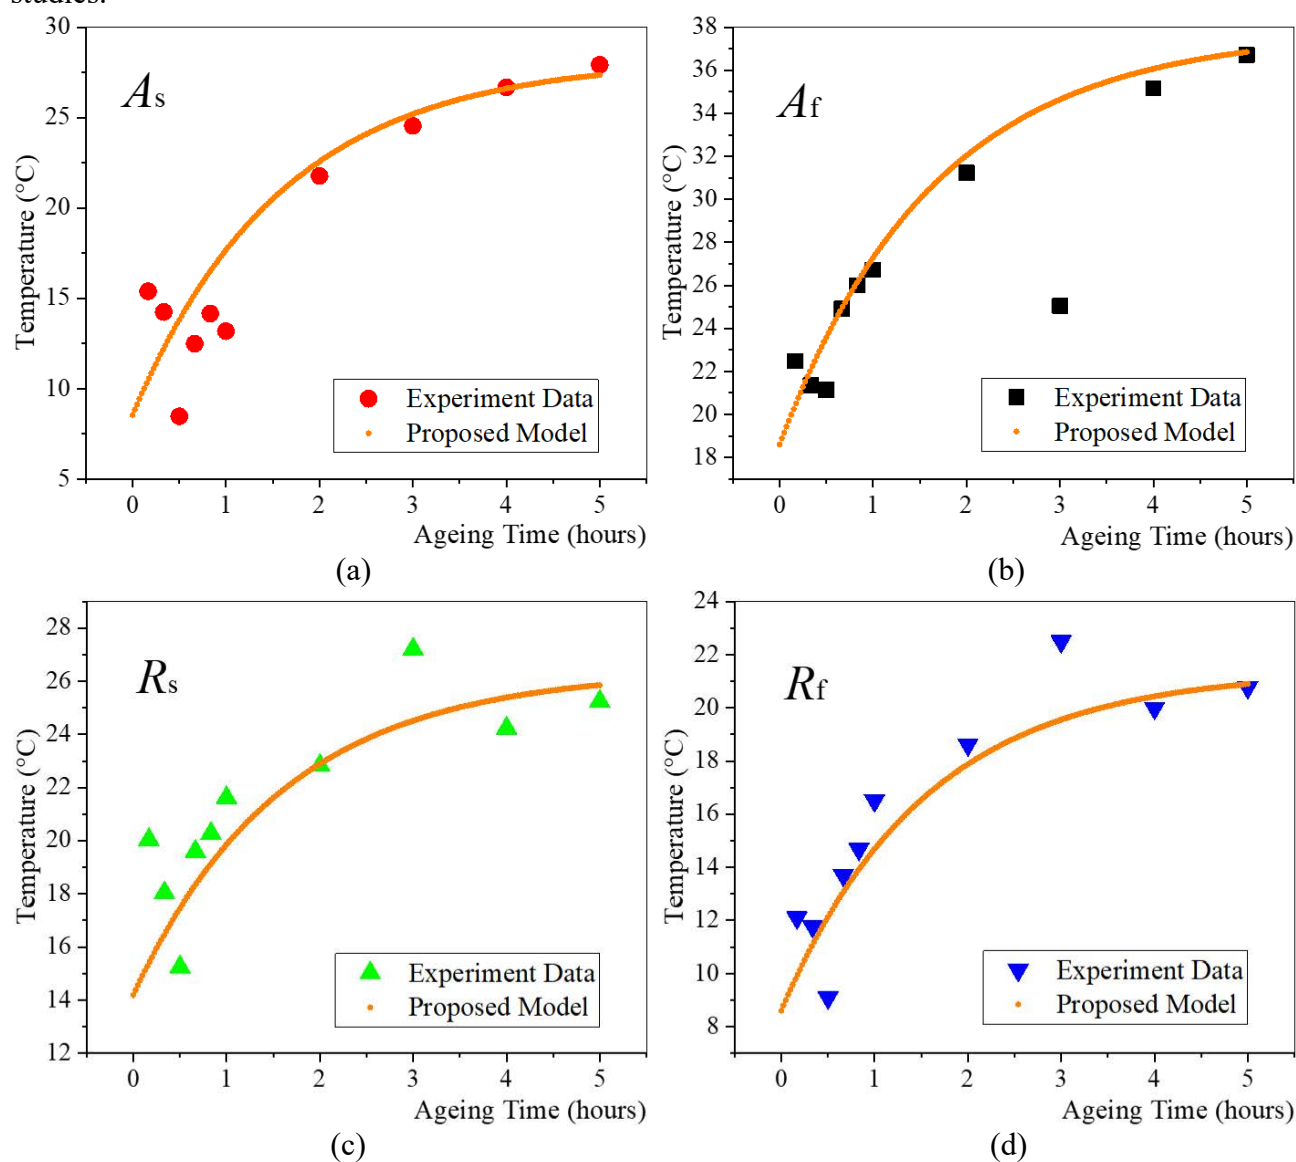 studies.
30
25
20
15
10
5
Temperature (°C)
As
Experiment Data
Proposed Model
0 1 2 3 4 5
Ageing Time (hours)
(a)
38
36
34
32
30
28
26
24
22
20
18
Temperature (°C)
Af
Experiment Data
Proposed Model
0 1 2 3 4 5
Ageing Time (hours)
(b)
28
26
24
22
20
18
16
14
12
Temperature (°C)
Rs
Experiment Data
Proposed Model
0 1 2 3 4 5
Ageing Time (hours)
(c)
24
22
20
18
16
14
12
10
8
Temperature (°C)
Rf
Experiment Data
Proposed Model
0 1 2 3 4 5
Ageing Time (hours)
(d)